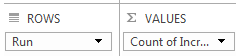 ROWS
Σ VALUES
Run
Count of Incr...